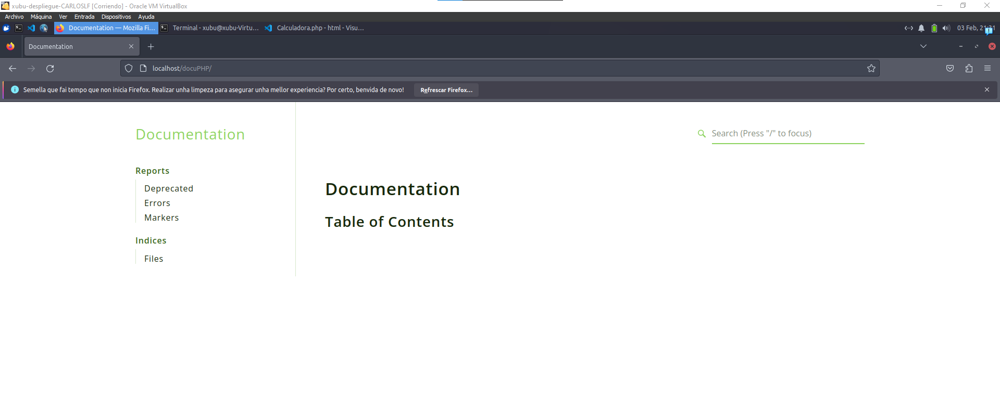 xubu-despliegue-CARLOSLF [Corriendo] - Oracle VM VirtualBox
Archivo Máquina Ver Entrada Dispositivos Ayuda
Documentation — Mozilla Fi... Terminal - xubu@xubu-Virtu... Calculadora.php - html - Visu... 03 Feb, 21:31
Documentation
localhost/docuPHP/
Semella que fai tempo que non inicia Firefox. Realizar unha limpeza para asegurar unha mellor experiencia? Por certo, benvida de novo! Refrescar Firefox...
Documentation
Search (Press "/" to focus)
Reports
Deprecated
Errors
Markers
Indices
Files
Documentation
Table of Contents